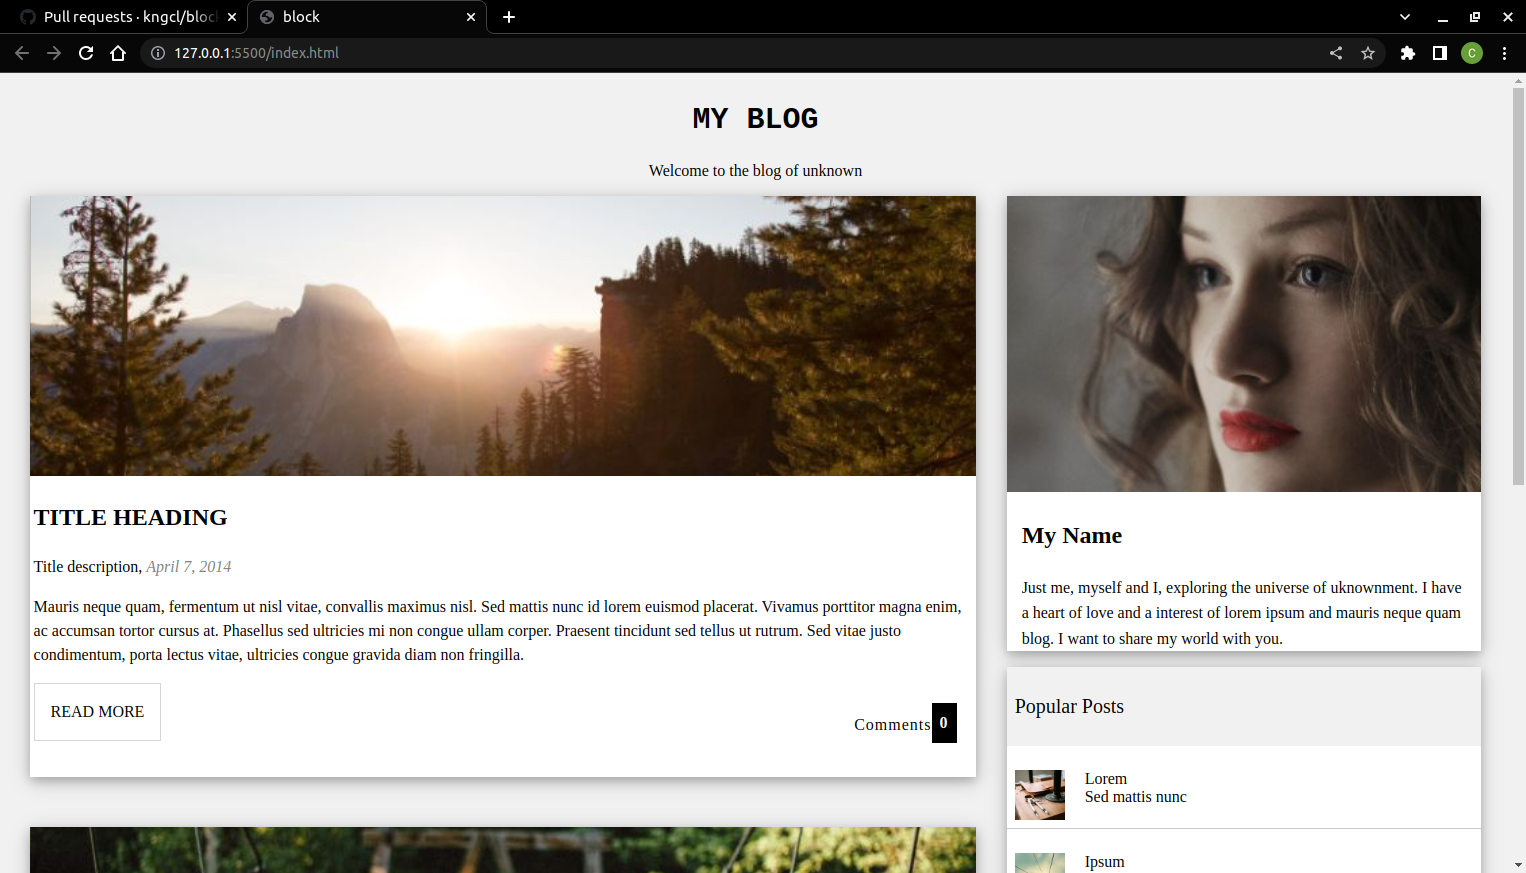 Pull requests · kngcl/bloc
block
127.0.0.1:5500/index.html
C
MY BLOG
Welcome to the blog of unknown
TITLE HEADING
Title description, April 7, 2014
Mauris neque quam, fermentum ut nisl vitae, convallis maximus nisl. Sed mattis nunc id lorem euismod placerat. Vivamus porttitor magna enim,
ac accumsan tortor cursus at. Phasellus sed ultricies mi non congue ullam corper. Praesent tincidunt sed tellus ut rutrum. Sed vitae justo
condimentum, porta lectus vitae, ultricies congue gravida diam non fringilla.
READ MORE
Comments 0
My Name
Just me, myself and I, exploring the universe of uknownment. I have
a heart of love and a interest of lorem ipsum and mauris neque quam
blog. I want to share my world with you.
Popular Posts
Lorem
Sed mattis nunc
Ipsum